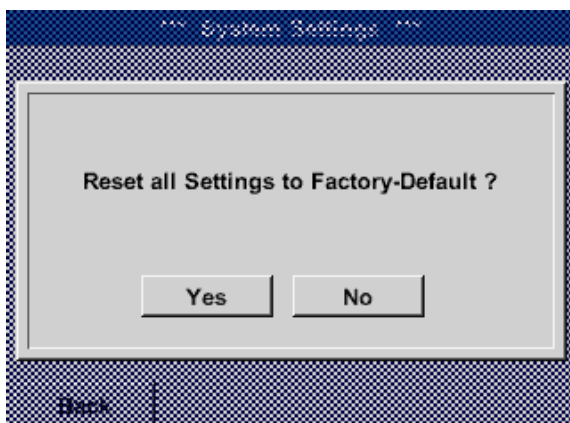 *** System Settings ***
Reset all Settings to Factory-Default ?
Yes No
Back